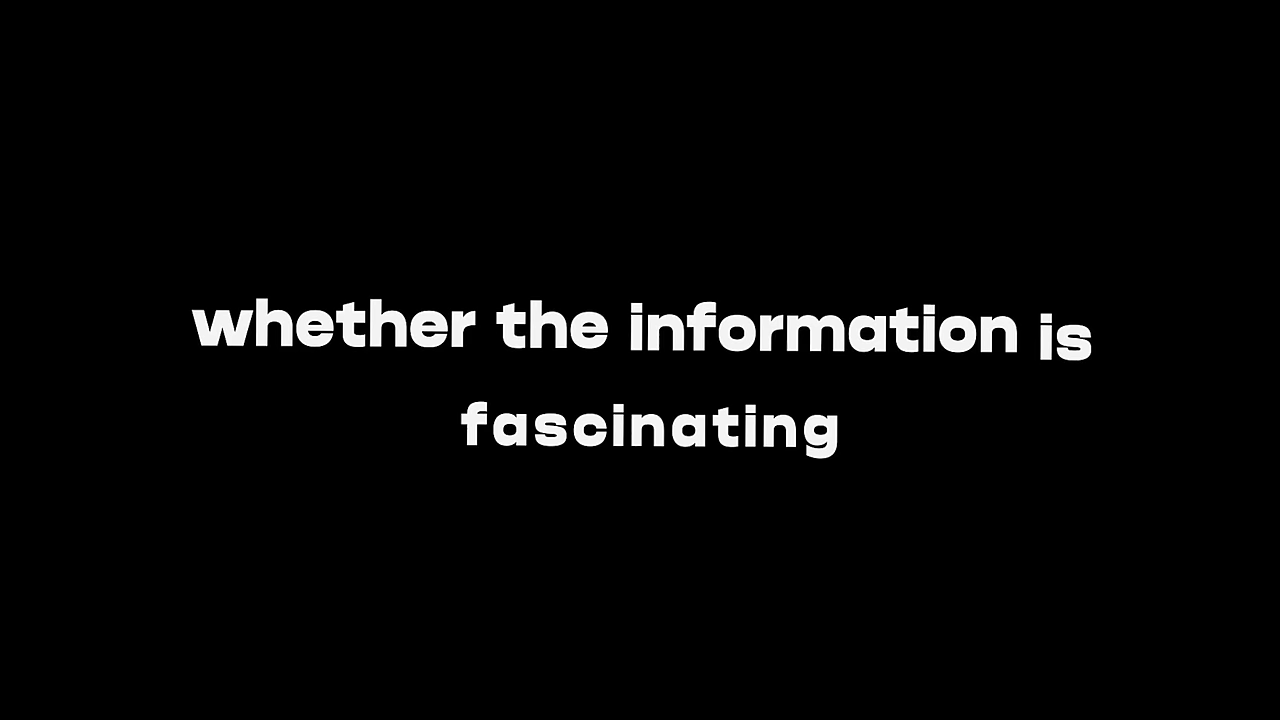 whether the information is
fascinating